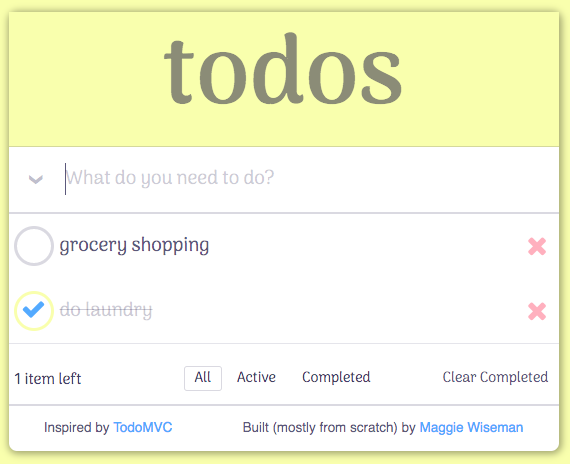 todos
What do you need to do?
grocery shopping
do laundry
1 item left All Active Completed Clear Completed
Inspired by TodoMVC Built (mostly from scratch) by Maggie Wiseman